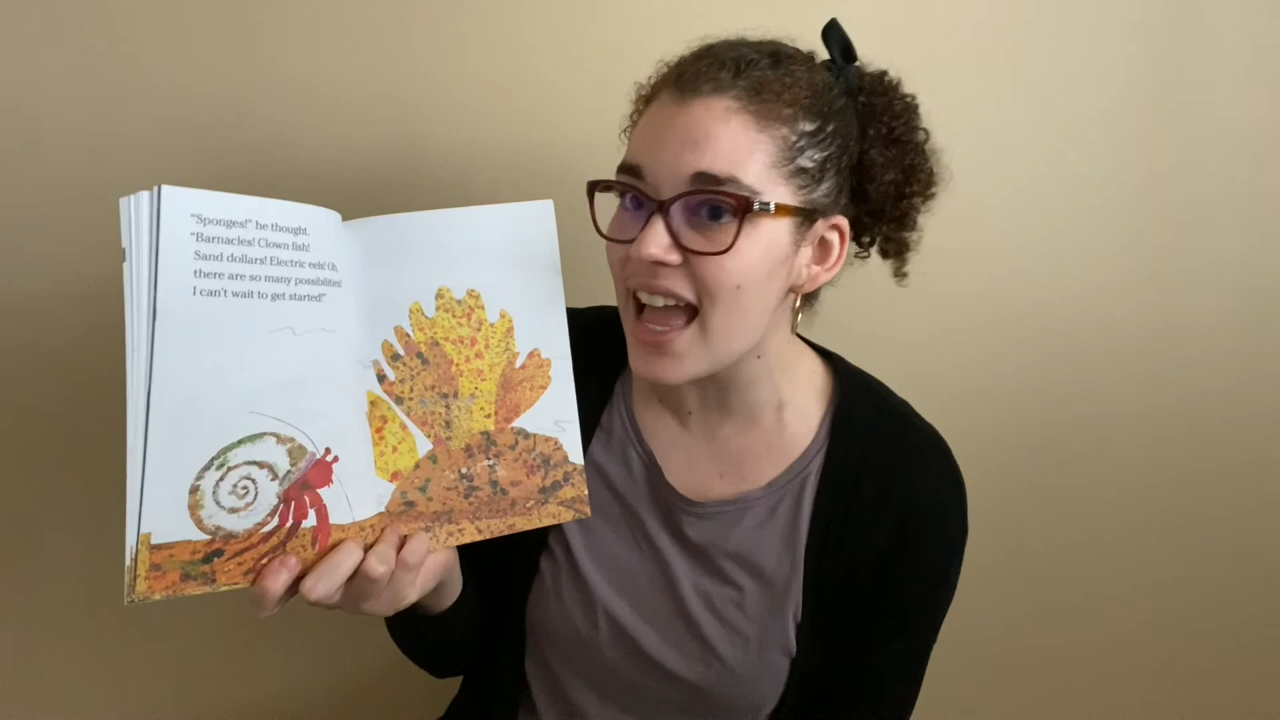 "Sponges!" he thought.
"Barnacles! Clown fish!
Sand dollars! Electric eels! Oh,
there are so many possibilities!
I can't wait to get started!"